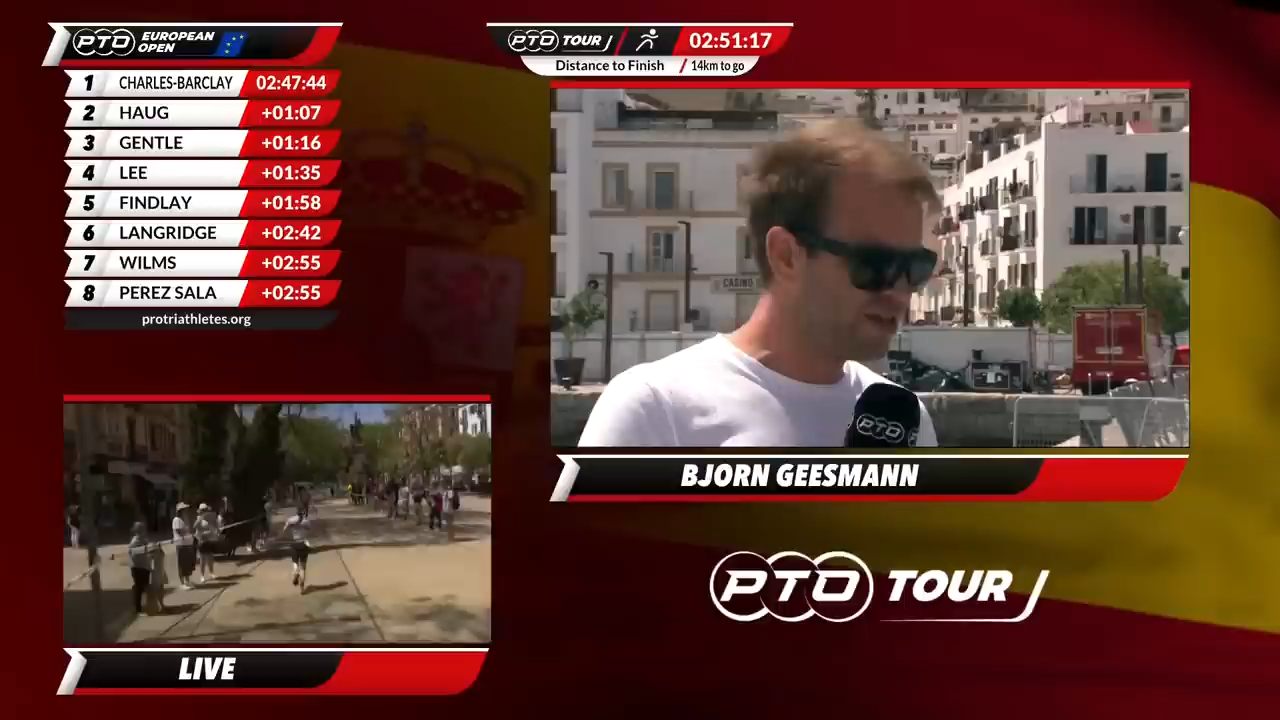 PTO EUROPEAN OPEN
1 CHARLES-BARCLAY 02:47:44
2 HAUG +01:07
3 GENTLE +01:16
4 LEE +01:35
5 FINDLAY +01:58
6 LANGRIDGE +02:42
7 WILMS +02:55
8 PEREZ SALA +02:55
protriathletes.org
PTO TOUR 02:51:17
Distance to Finish / 14km to go
CASINO
PTO
BJORN GEESMANN
PTO TOUR
LIVE